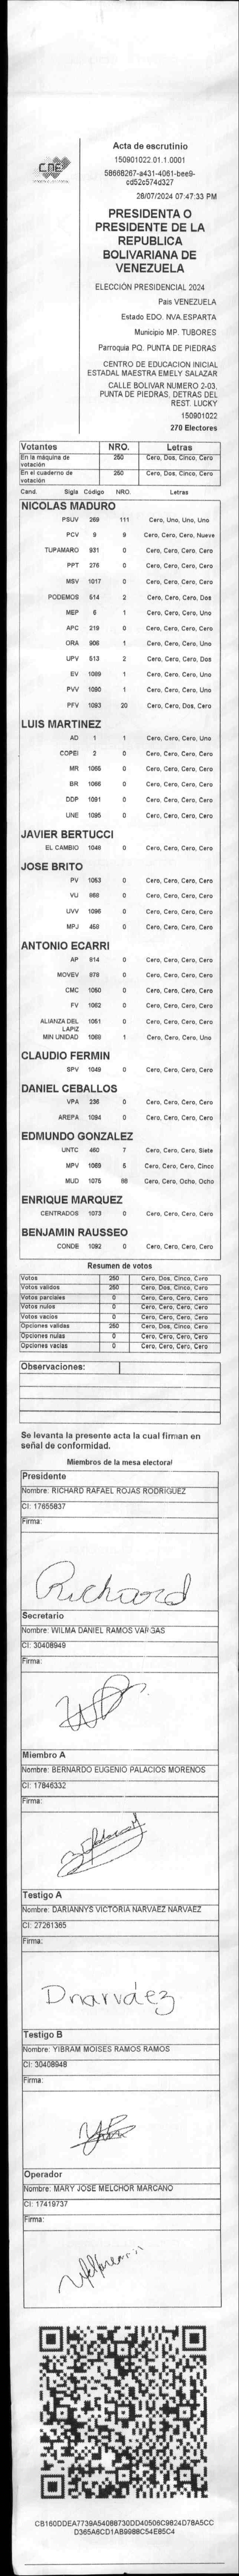 CNE
Acta de escrutinio
150901022.01.1.0001
58668267-a431-4061-bee9-
cd52c574d327
28/07/2024 07:47:33 PM
PRESIDENTA O
PRESIDENTE DE LA
REPUBLICA
BOLIVARIANA DE
VENEZUELA
ELECCIÓN PRESIDENCIAL 2024
Pais VENEZUELA
Estado EDO. NVA.ESPARTA
Municipio MP. TUBORES
Parroquia PQ. PUNTA DE PIEDRAS
CENTRO DE EDUCACION INICIAL
ESTADAL MAESTRA EMELY SALAZAR
CALLE BOLIVAR NUMERO 2-03,
PUNTA DE PIEDRAS, DETRAS DEL
REST. LUCKY
150901022
270 Electores
Votantes NRO. Letras
En la máquina de votación 250 Cero, Dos, Cinco, Cero
En el cuaderno de votación 250 Cero, Dos, Cinco, Cero
Cand. Sigla Código NRO. Letras
NICOLAS MADURO
PSUV 269 111 Cero, Uno, Uno, Uno
PCV 9 9 Cero, Cero, Cero, Nueve
TUPAMARO 931 0 Cero, Cero, Cero, Cero
PPT 276 0 Cero, Cero, Cero, Cero
MSV 1017 0 Cero, Cero, Cero, Cero
PODEMOS 514 2 Cero, Cero, Cero, Dos
MEP 6 1 Cero, Cero, Cero, Uno
APC 219 0 Cero, Cero, Cero, Cero
ORA 908 1 Cero, Cero, Cero, Uno
UPV 513 2 Cero, Cero, Cero, Dos
EV 1089 1 Cero, Cero, Cero, Uno
PVV 1090 1 Cero, Cero, Cero, Uno
PFV 1093 20 Cero, Cero, Dos, Cero
LUIS MARTINEZ
AD 1 1 Cero, Cero, Cero, Uno
COPEI 2 0 Cero, Cero, Cero, Cero
MR 1065 0 Cero, Cero, Cero, Cero
BR 1066 0 Cero, Cero, Cero, Cero
DDP 1091 0 Cero, Cero, Cero, Cero
UNE 1095 0 Cero, Cero, Cero, Cero
JAVIER BERTUCCI
EL CAMBIO 1048 0 Cero, Cero, Cero, Cero
JOSE BRITO
PV 1053 0 Cero, Cero, Cero, Cero
VU 868 0 Cero, Cero, Cero, Cero
UVV 1096 0 Cero, Cero, Cero, Cero
MPJ 458 0 Cero, Cero, Cero, Cero
ANTONIO ECARRI
AP 814 0 Cero, Cero, Cero, Cero
MOVEV 878 0 Cero, Cero, Cero, Cero
CMC 1050 0 Cero, Cero, Cero, Cero
FV 1062 0 Cero, Cero, Cero, Cero
ALIANZA DEL LAPIZ 1051 0 Cero, Cero, Cero, Cero
MIN UNIDAD 1068 1 Cero, Cero, Cero, Uno
CLAUDIO FERMIN
SPV 1049 0 Cero, Cero, Cero, Cero
DANIEL CEBALLOS
VPA 236 0 Cero, Cero, Cero, Cero
AREPA 1094 0 Cero, Cero, Cero, Cero
EDMUNDO GONZALEZ
UNTC 460 7 Cero, Cero, Cero, Siete
MPV 1069 5 Cero, Cero, Cero, Cinco
MUD 1075 88 Cero, Cero, Ocho, Ocho
ENRIQUE MARQUEZ
CENTRADOS 1073 0 Cero, Cero, Cero, Cero
BENJAMIN RAUSSEO
CONDE 1092 0 Cero, Cero, Cero, Cero
Resumen de votos
Votos 250 Cero, Dos, Cinco, Cero
Votos validos 250 Cero, Dos, Cinco, Cero
Votos parciales 0 Cero, Cero, Cero, Cero
Votos nulos 0 Cero, Cero, Cero, Cero
Votos vacios 0 Cero, Cero, Cero, Cero
Opciones validas 250 Cero, Dos, Cinco, Cero
Opciones nulas 0 Cero, Cero, Cero, Cero
Opciones vacias 0 Cero, Cero, Cero, Cero
Observaciones:
Se levanta la presente acta la cual firman en
señal de conformidad.
Miembros de la mesa electoral
Presidente
Nombre: RICHARD RAFAEL ROJAS RODRIGUEZ
CI: 17655837
Firma:
Richard
Secretario
Nombre: WILMA DANIEL RAMOS VARGAS
CI: 30408949
Firma:
Miembro A
Nombre: BERNARDO EUGENIO PALACIOS MORENOS
CI: 17846332
Firma:
Testigo A
Nombre: DARIANNYS VICTORIA NARVAEZ NARVAEZ
CI: 27261365
Firma:
Dnarváez
Testigo B
Nombre: YIBRAM MOISES RAMOS RAMOS
CI: 30408948
Firma:
Operador
Nombre: MARY JOSE MELCHOR MARCANO
CI: 17419737
Firma:
CB160DDEA7739A54088730DD40506C9824D78A5CC
D365A6CD1AB9988C54E85C4